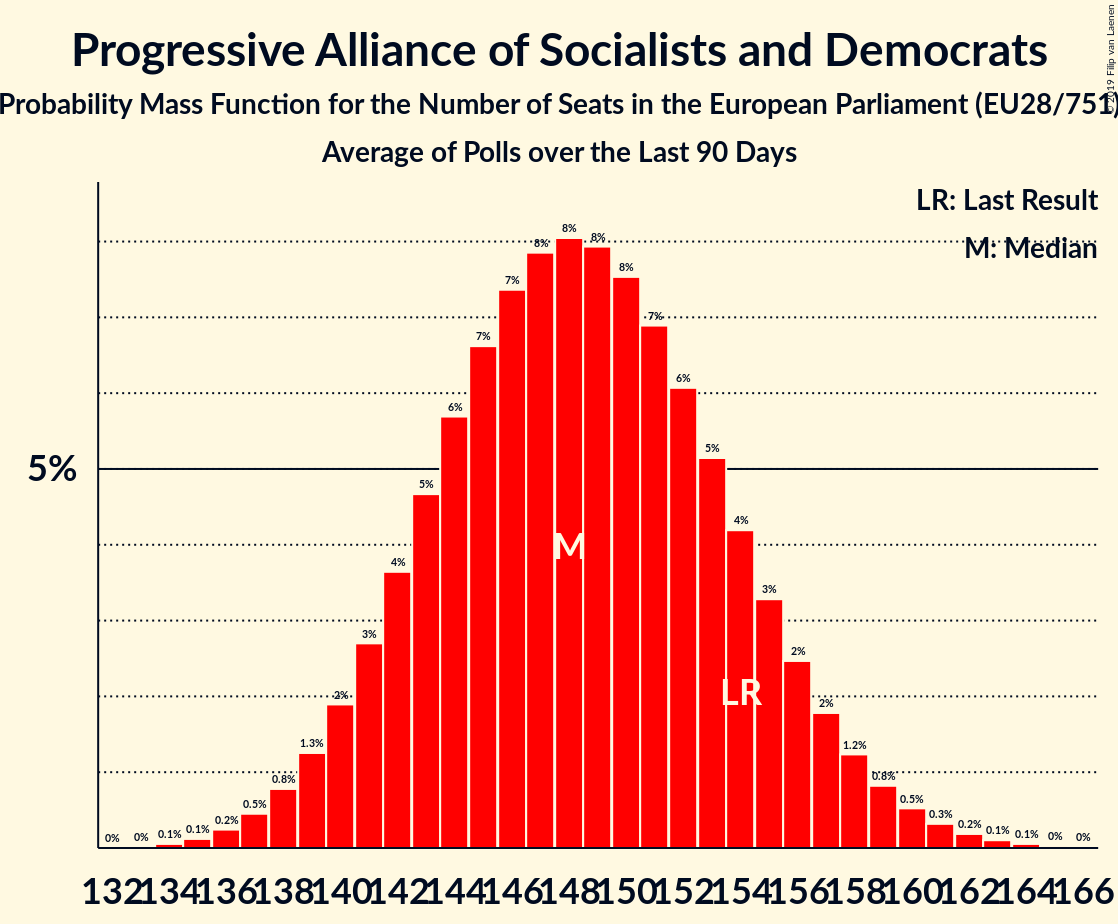 Progressive Alliance of Socialists and Democrats
Probability Mass Function for the Number of Seats in the European Parliament (EU28/751)
Average of Polls over the Last 90 Days
© 2019 Filip van Laenen
LR: Last Result
M: Median
5%
0% 0% 0.1% 0.1% 0.2% 0.5% 0.8% 1.3% 2% 3% 4% 5% 6% 7% 7% 8% 8% 8% 8% 7% 6% 5% 4% 3% 2% 2% 1.2% 0.8% 0.5% 0.3% 0.2% 0.1% 0.1% 0% 0%
M
LR
132 134 136 138 140 142 144 146 148 150 152 154 156 158 160 162 164 166